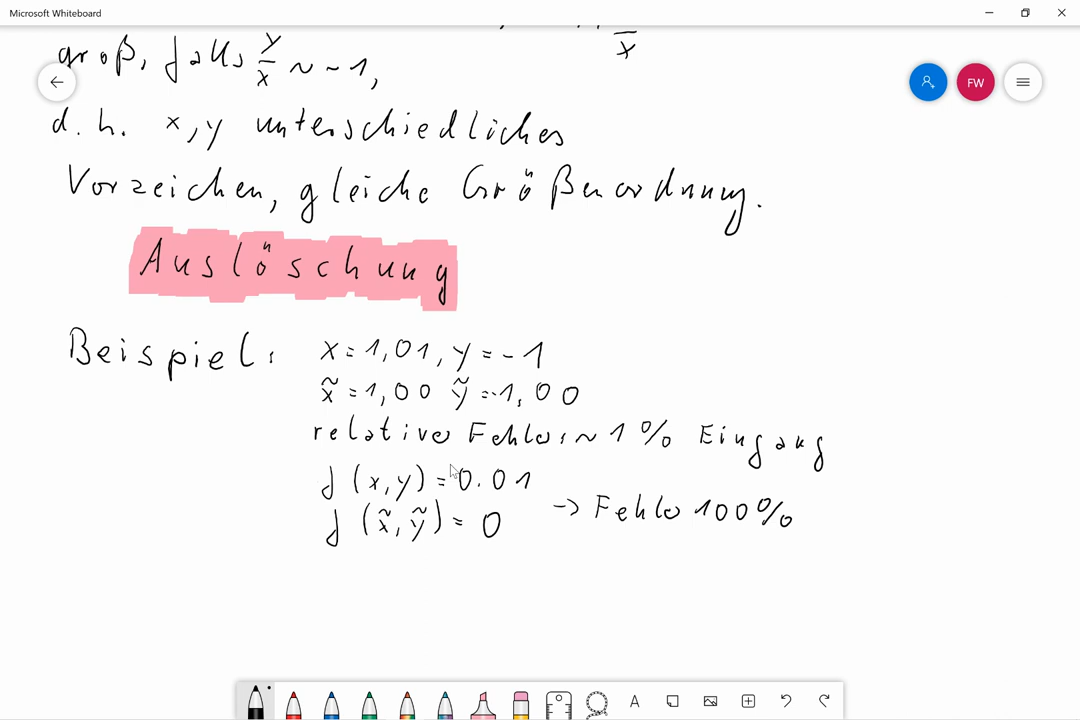 Microsoft Whiteboard
x
groß, falls y/x ~ -1,
FW
d.h. x,y unterschiedliches
Vorzeichen, gleiche Größenordnung.
Auslöschung
Beispiel: x=1,01, y=-1
x̃=1,00 ỹ=-1,00
relative Fehler: ~ 1% Eingang
f(x,y)=0.01
f(x̃,ỹ)=0 -> Fehler 100%
A